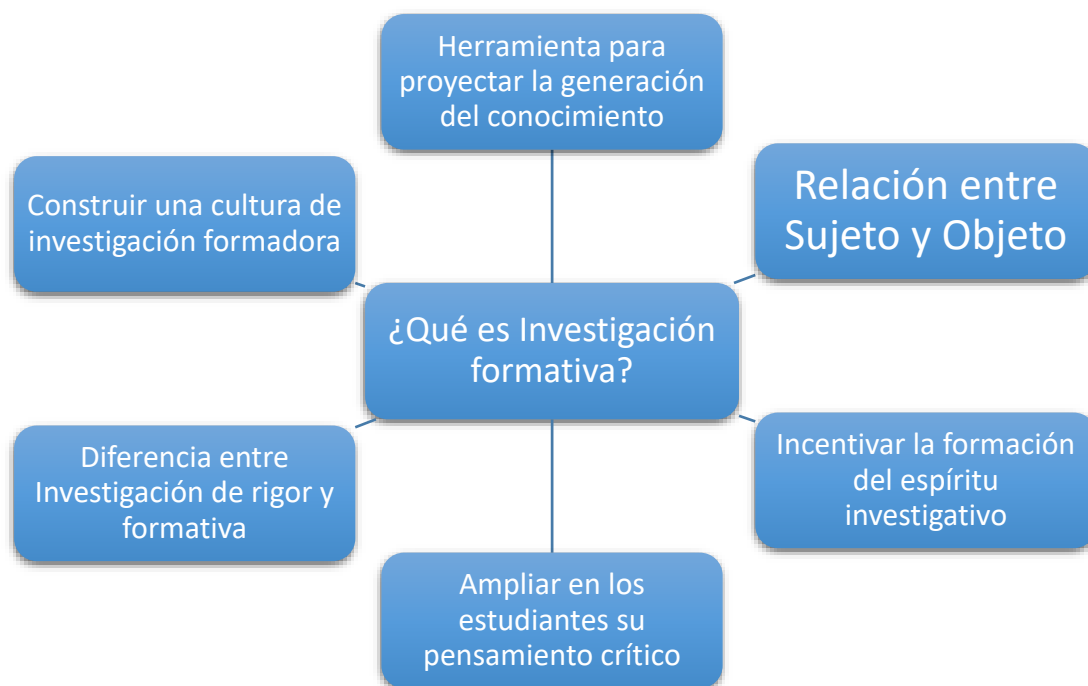 Herramienta para
proyectar la generación
del conocimiento
Relación entre
Sujeto y Objeto
Construir una cultura de
investigación formadora
¿Qué es Investigación
formativa?
Incentivar la formación
del espíritu
investigativo
Diferencia entre
Investigación de rigor y
formativa
Ampliar en los
estudiantes su
pensamiento crítico